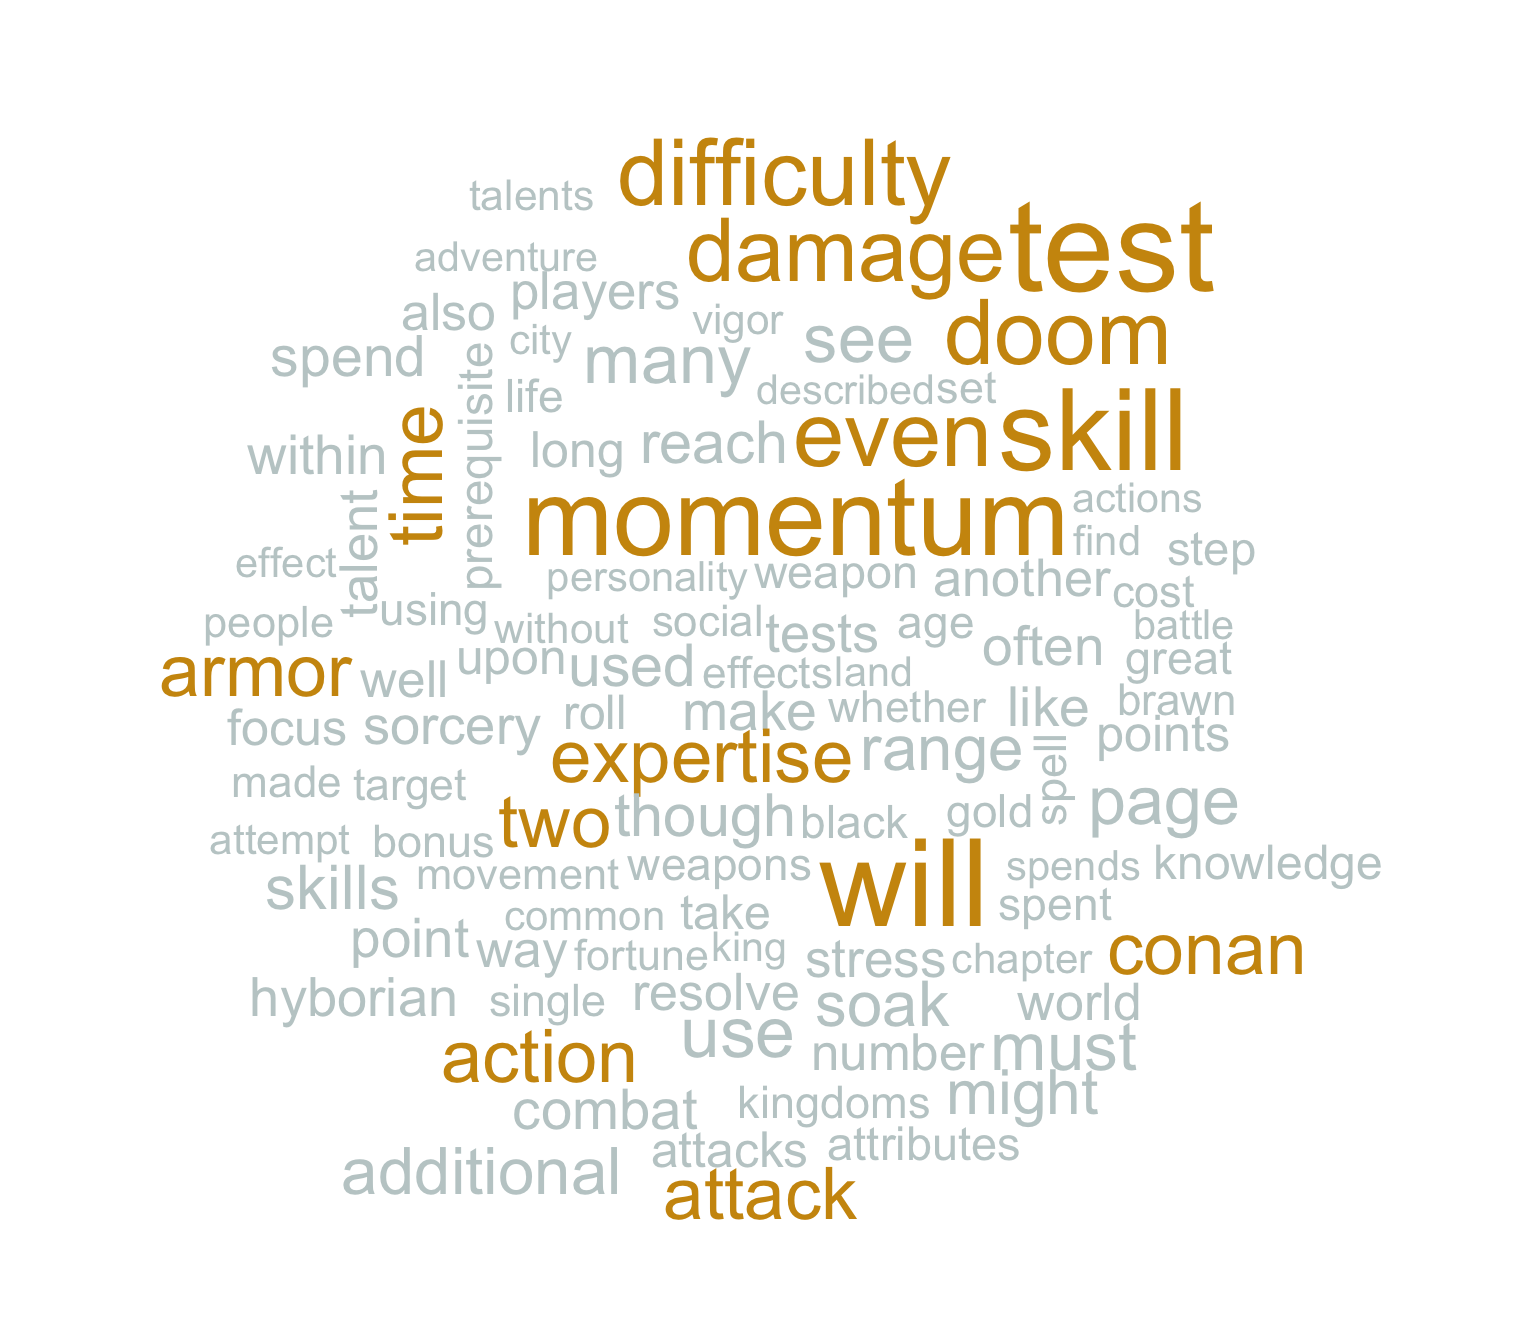 difficulty
talents
test
damage
adventure
players
also
vigor
doom
city
see
many
spend
described
set
life
prerequisite
time
even
skill
long
reach
within
momentum
actions
talent
find
step
effect
personality
weapon
another
cost
using
people
without
social
tests
age
often
battle
great
armor
well
upon
used
effects
land
brawn
focus
sorcery
roll
make
whether
like
points
expertise
range
spell
made
target
page
two
though
black
gold
attempt
bonus
movement
weapons
will
spends
knowledge
skills
common
take
spent
point
way
fortune
king
stress
chapter
conan
hyborian
single
resolve
soak
world
use
number
must
action
combat
kingdoms
might
additional
attacks
attributes
attack